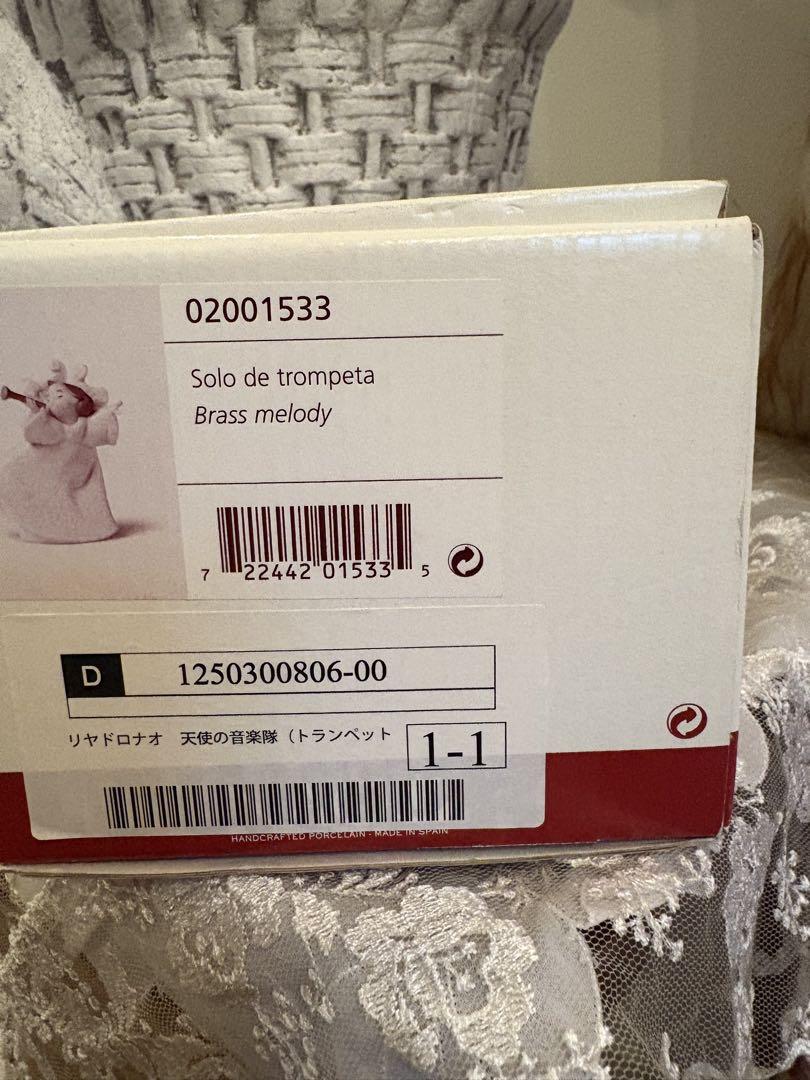 02001533
Solo de trompeta
Brass melody
7 22442 01533 5
D 1250300806-00
リヤドロナオ 天使の音楽隊（トランペット
1-1
HANDCRAFTED PORCELAIN - MADE IN SPAIN